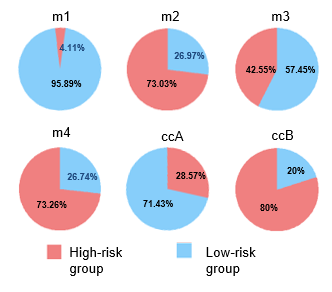 m1 m2 m3
4.11% 26.97%
42.55% 57.45%
95.89% 73.03%
m4 ccA ccB
26.74% 28.57% 20%
73.26% 71.43% 80%
High-risk group
Low-risk group